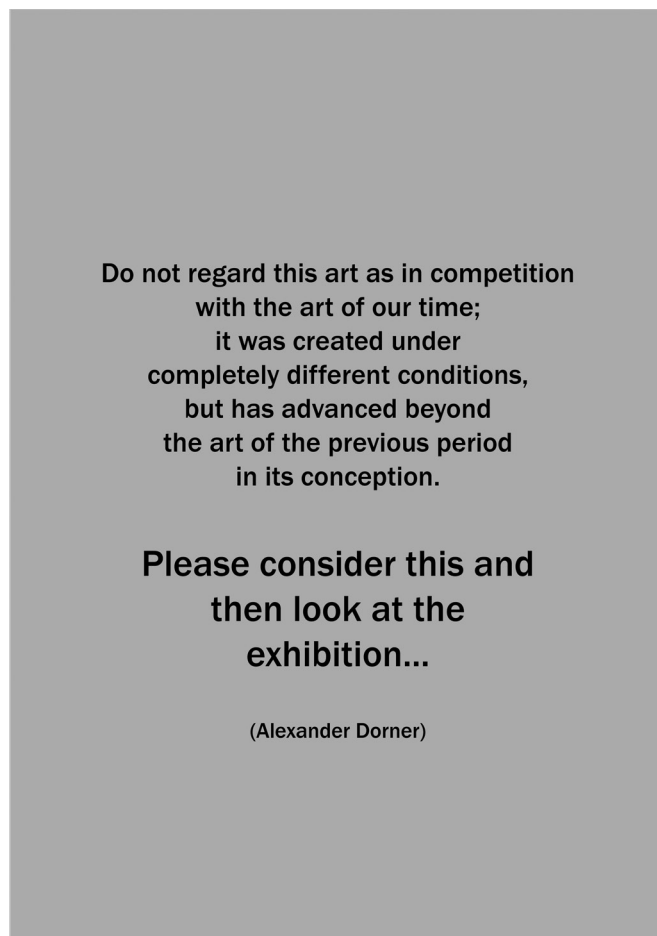 Do not regard this art as in competition
with the art of our time;
it was created under
completely different conditions,
but has advanced beyond
the art of the previous period
in its conception.
Please consider this and
then look at the
exhibition...
(Alexander Dorner)